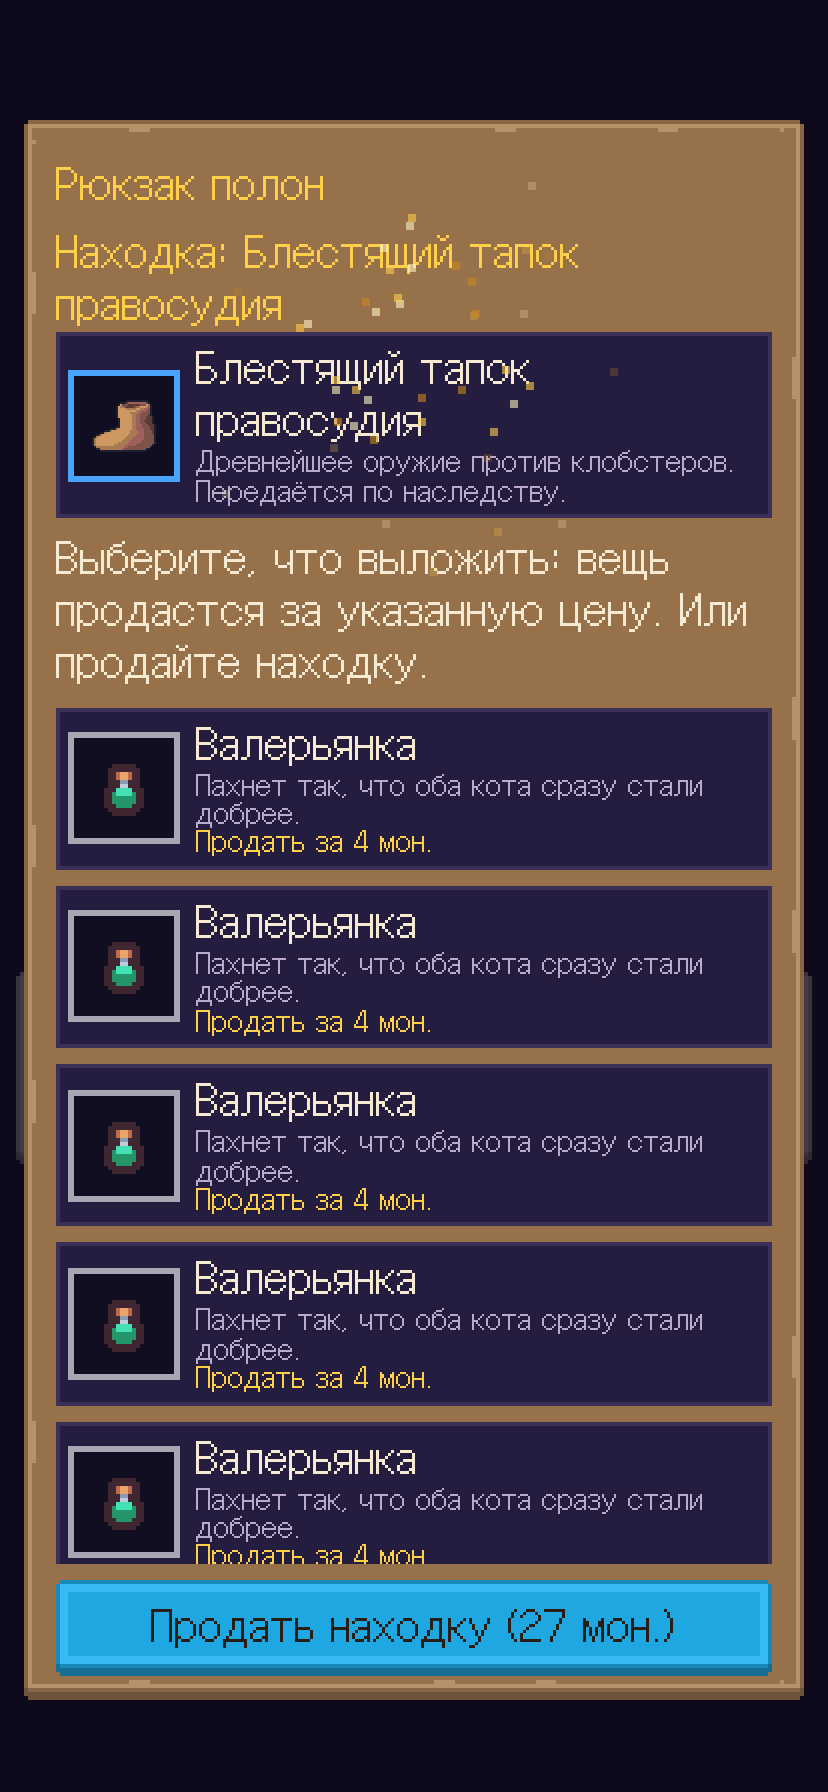 Рюкзак полон
Находка: Блестящий тапок
правосудия
Блестящий тапок
правосудия
Древнейшее оружие против клобстеров.
Передаётся по наследству.
Выберите, что выложить: вещь
продастся за указанную цену. Или
продайте находку.
Валерьянка
Пахнет так, что оба кота сразу стали
добрее.
Продать за 4 мон.
Валерьянка
Пахнет так, что оба кота сразу стали
добрее.
Продать за 4 мон.
Валерьянка
Пахнет так, что оба кота сразу стали
добрее.
Продать за 4 мон.
Валерьянка
Пахнет так, что оба кота сразу стали
добрее.
Продать за 4 мон.
Валерьянка
Пахнет так, что оба кота сразу стали
добрее.
Продать за 4 мон.
Продать находку (27 мон.)